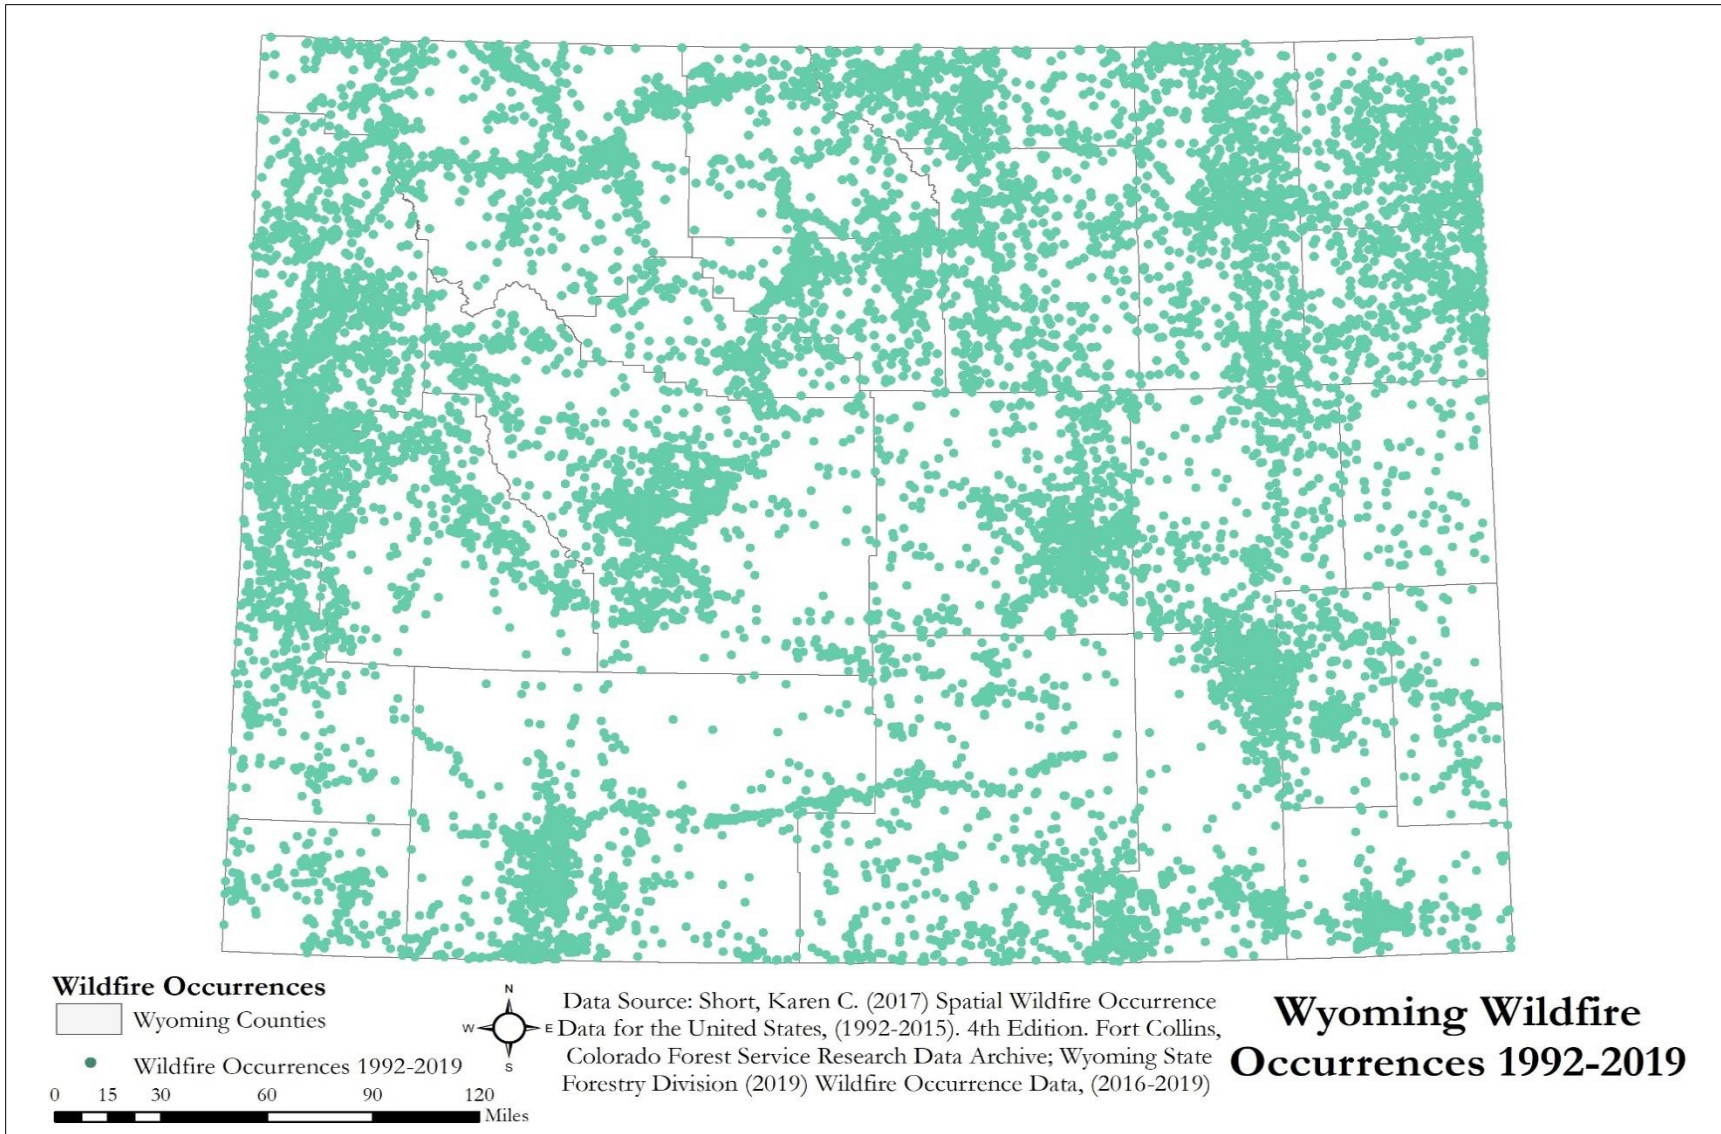 Wildfire Occurrences
Wyoming Counties
Wildfire Occurrences 1992-2019
0 15 30 60 90 120
Miles
N
W E
S
Data Source: Short, Karen C. (2017) Spatial Wildfire Occurrence
Data for the United States, (1992-2015). 4th Edition. Fort Collins,
Colorado Forest Service Research Data Archive; Wyoming State
Forestry Division (2019) Wildfire Occurrence Data, (2016-2019)
Wyoming Wildfire
Occurrences 1992-2019